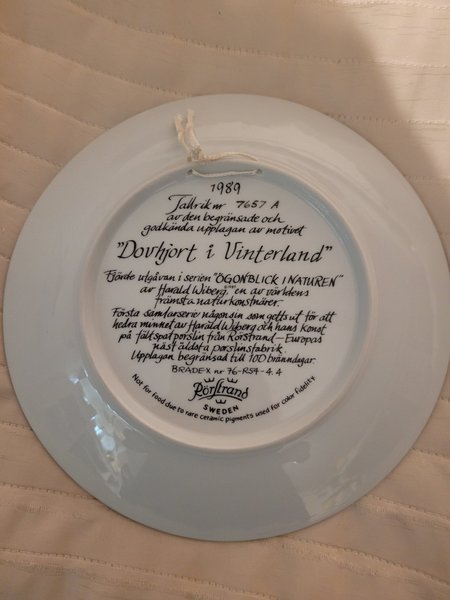 1989
Tallrik nr 7657 A
av den begränsade och
godkända upplagan av motivet
"Dovhjort i Vinterland"
Fjärde utgåvan i serien "ÖGONBLICK I NATUREN"
av Harald Wiberg, en av världens
främsta naturkonstnärer.
Första samlarserie någonsin som getts ut för att
hedra minnet av Harald Wiberg och hans konst
på fältspatporslin från Rörstrand – Europas
näst äldsta porslinsfabrik.
Upplagan begränsad till 100 bränndagar.
BRADEX nr 76-R54-4.4
Rörstrand
SWEDEN
Not for food due to rare ceramic pigments used for color fidelity.